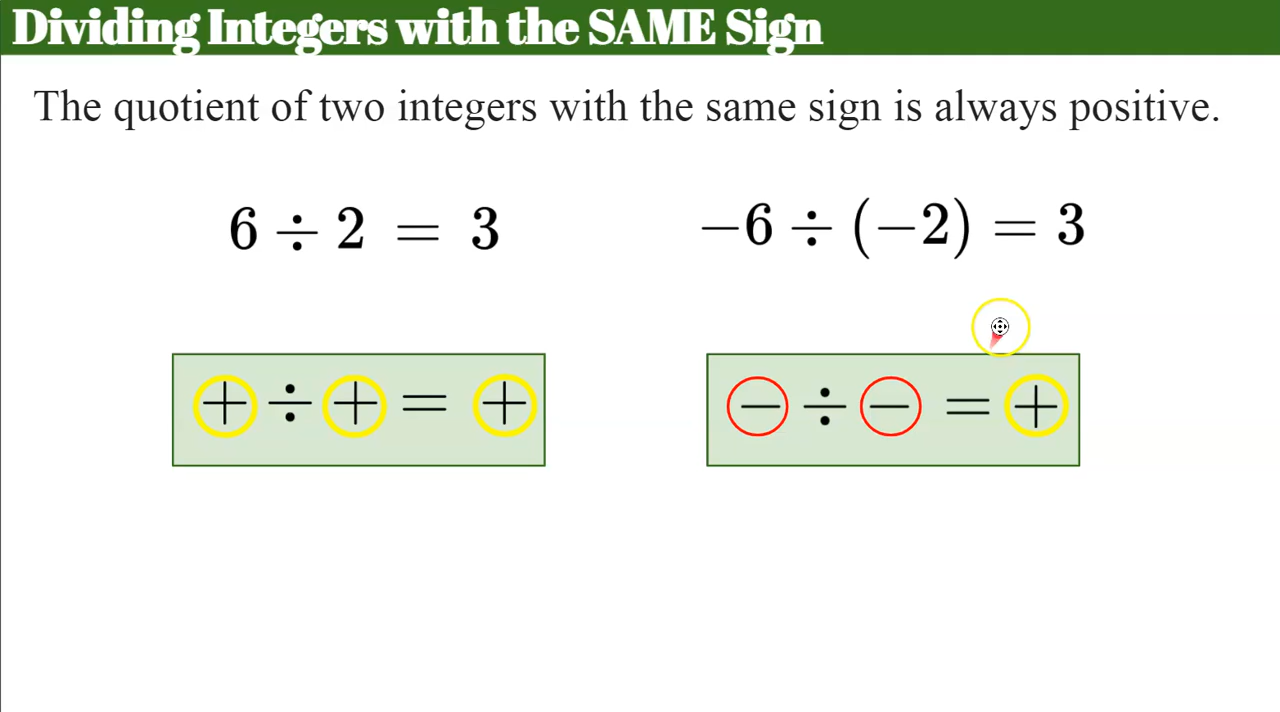 Dividing Integers with the SAME Sign
The quotient of two integers with the same sign is always positive.
6 ÷ 2 = 3
−6 ÷ (−2) = 3
+ ÷ + = +
− ÷ − = +